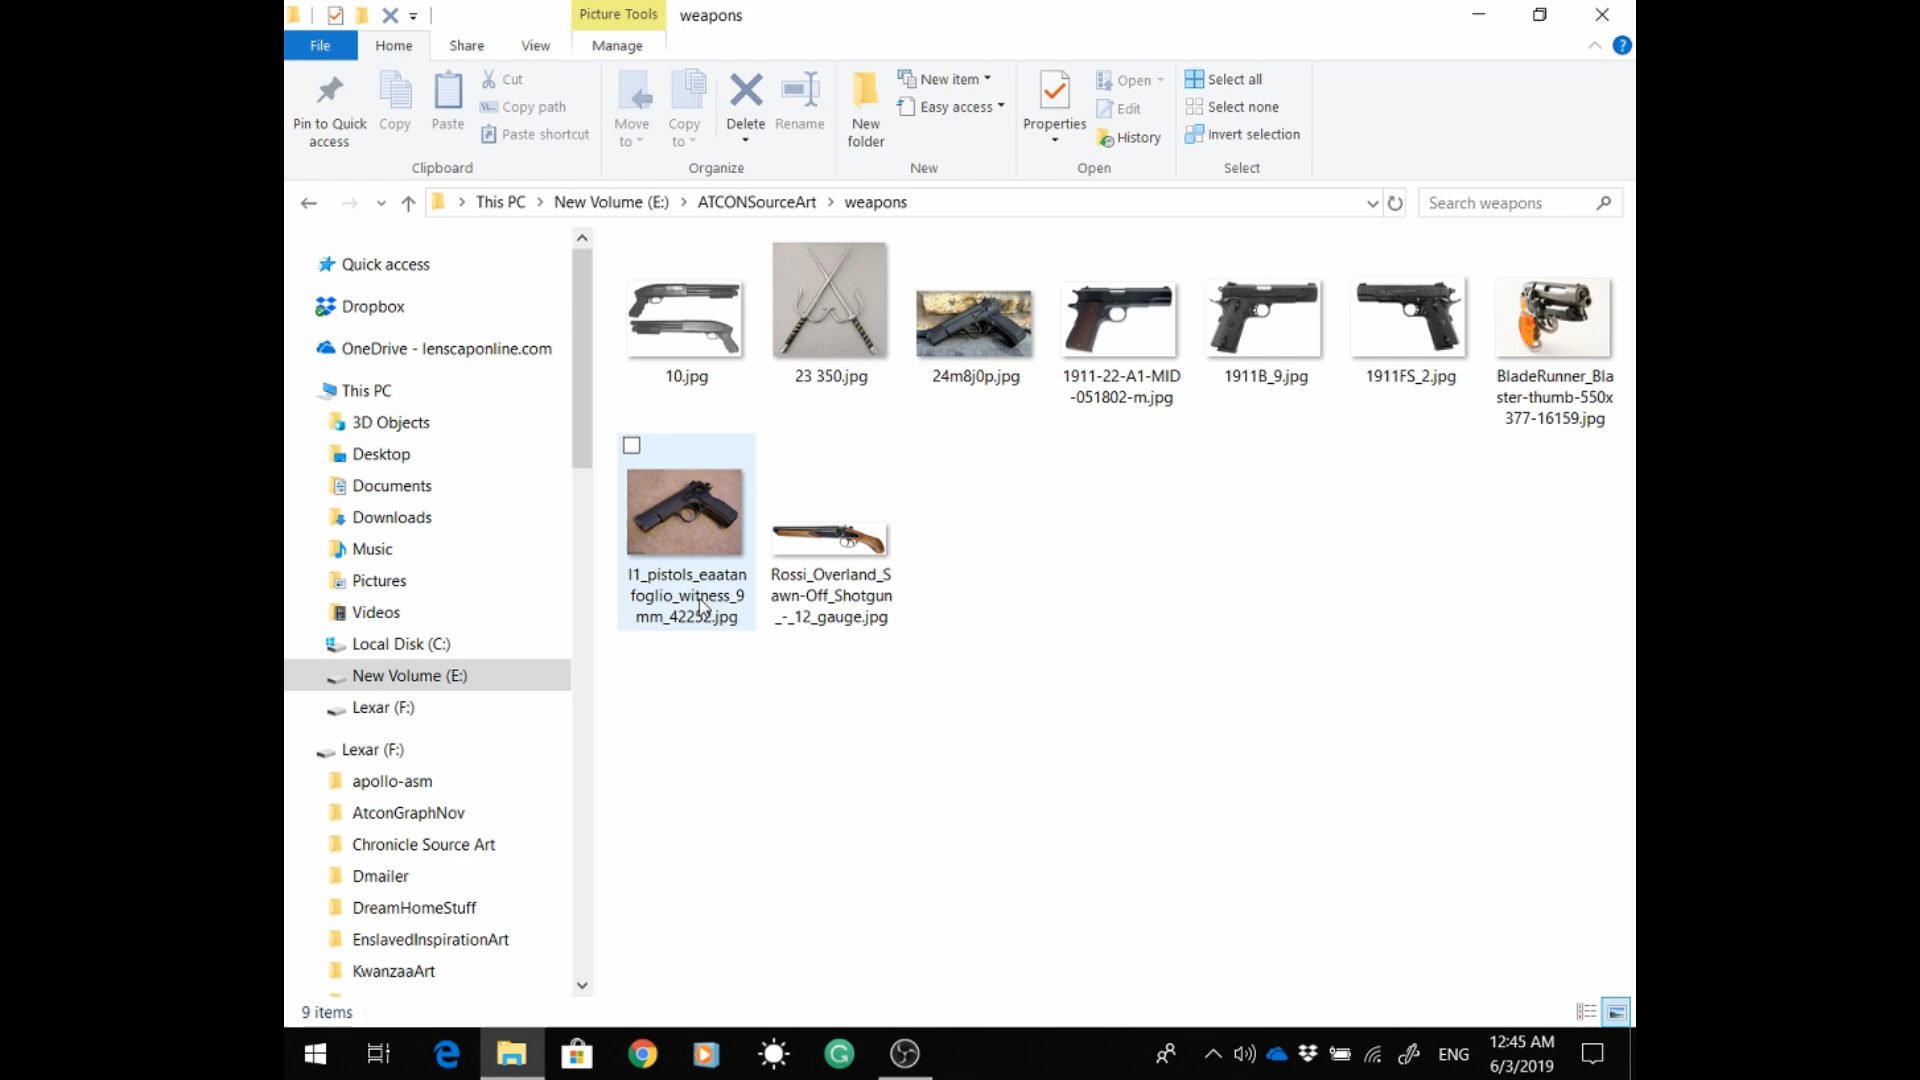 Picture Tools
weapons
File
Home
Share
View
Manage
?
Pin to Quick
access
Copy
Paste
Cut
Copy path
Paste shortcut
Move
to
Copy
to
Delete
Rename
New
folder
New item
Easy access
Properties
Open
Edit
History
Select all
Select none
Invert selection
Clipboard
Organize
New
Open
Select
This PC > New Volume (E:) > ATCONSourceArt > weapons
Search weapons
Quick access
Dropbox
OneDrive - lenscaponline.com
This PC
3D Objects
Desktop
Documents
Downloads
Music
Pictures
Videos
Local Disk (C:)
New Volume (E:)
Lexar (F:)
Lexar (F:)
apollo-asm
AtconGraphNov
Chronicle Source Art
Dmailer
DreamHomeStuff
EnslavedInspirationArt
KwanzaaArt
10.jpg
23 350.jpg
24m8j0p.jpg
1911-22-A1-MID
-051802-m.jpg
1911B_9.jpg
1911FS_2.jpg
BladeRunner_Bla
ster-thumb-550x
377-16159.jpg
l1_pistols_eaatan
foglio_witness_9
mm_42252.jpg
Rossi_Overland_S
awn-Off_Shotgun
_-_12_gauge.jpg
9 items
ENG
12:45 AM
6/3/2019